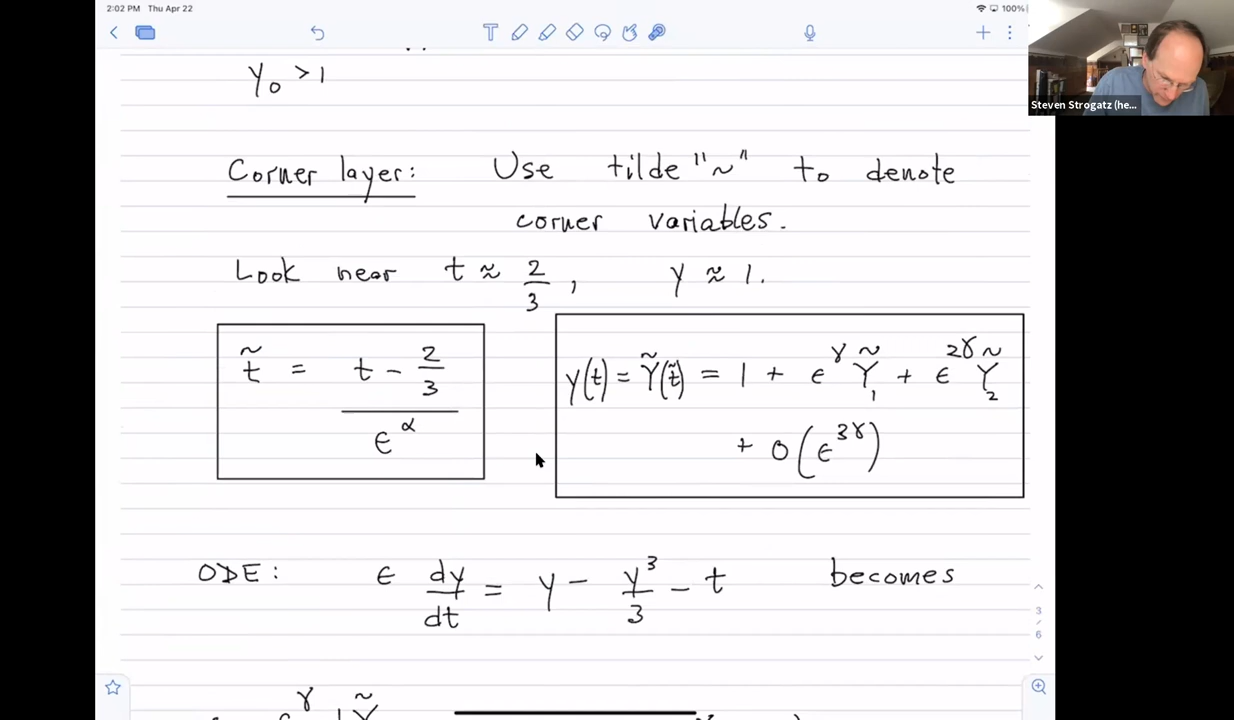 2:02 PM Thu Apr 22
100%
Steven Strogatz (he...
y₀ > 1
Corner layer: Use tilde "~" to denote
corner variables.
Look near t ≈ 2/3, y ≈ 1.
t̃ = (t - 2/3)/ϵ^α
y(t) = Ỹ(t̃) = 1 + ϵ^γ Ỹ₁ + ϵ^2γ Ỹ₂
+ O(ϵ^3γ)
ODE: ϵ dy/dt = y - y³/3 - t becomes
3/6